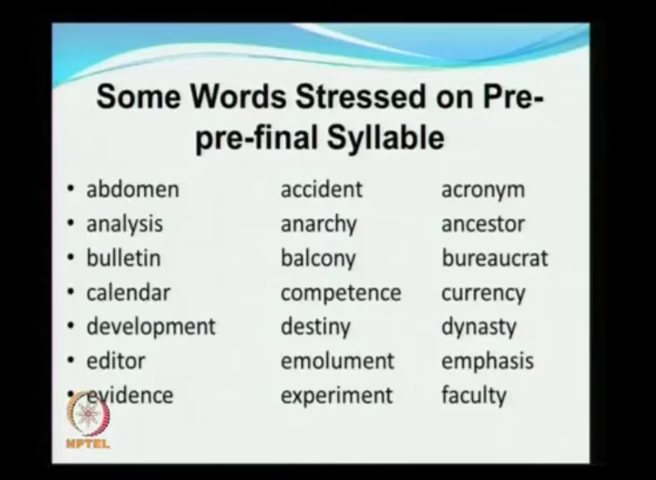 Some Words Stressed on Pre-
pre-final Syllable
• abdomen accident acronym
• analysis anarchy ancestor
• bulletin balcony bureaucrat
• calendar competence currency
• development destiny dynasty
• editor emolument emphasis
• evidence experiment faculty
NPTEL